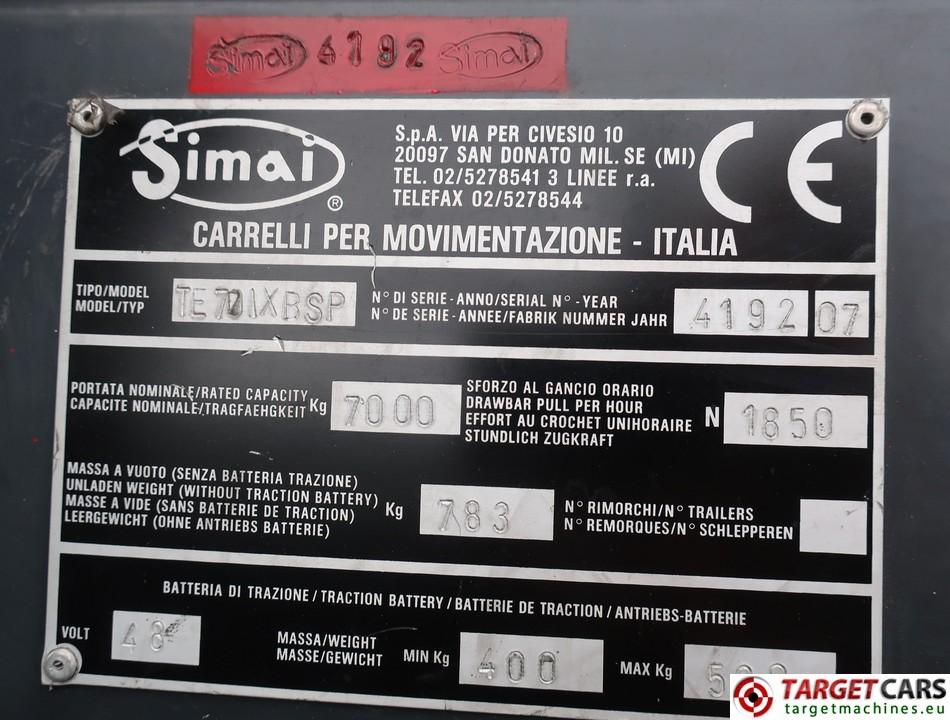 Simai 4192 Simai
Simai ®
S.p.A. VIA PER CIVESIO 10
20097 SAN DONATO MIL. SE (MI)
TEL. 02/5278541 3 LINEE r.a.
TELEFAX 02/5278544
CE
CARRELLI PER MOVIMENTAZIONE - ITALIA
TIPO/MODEL
MODEL/TYP
TE701XBSP
N° DI SERIE-ANNO/SERIAL N° -YEAR
N° DE SERIE-ANNEE/FABRIK NUMMER JAHR
4192 07
PORTATA NOMINALE/RATED CAPACITY
CAPACITE NOMINALE/TRAGFAEHGKEIT Kg
7000
SFORZO AL GANCIO ORARIO
DRAWBAR PULL PER HOUR
EFFORT AU CROCHET UNIHORAIRE
STUNDLICH ZUGKRAFT
N 1850
MASSA A VUOTO (SENZA BATTERIA TRAZIONE)
UNLADEN WEIGHT (WITHOUT TRACTION BATTERY)
MASSE A VIDE (SANS BATTERIE DE TRACTION)
LEERGEWICHT (OHNE ANTRIEBS BATTERIE)
Kg 783
N° RIMORCHI/N° TRAILERS
N° REMORQUES/N° SCHLEPPEREN
BATTERIA DI TRAZIONE/TRACTION BATTERY/BATTERIE DE TRACTION/ANTRIEBS-BATTERIE
VOLT 48
MASSA/WEIGHT
MASSE/GEWICHT
MIN Kg 400
MAX Kg
TARGETCARS
targetmachines.eu